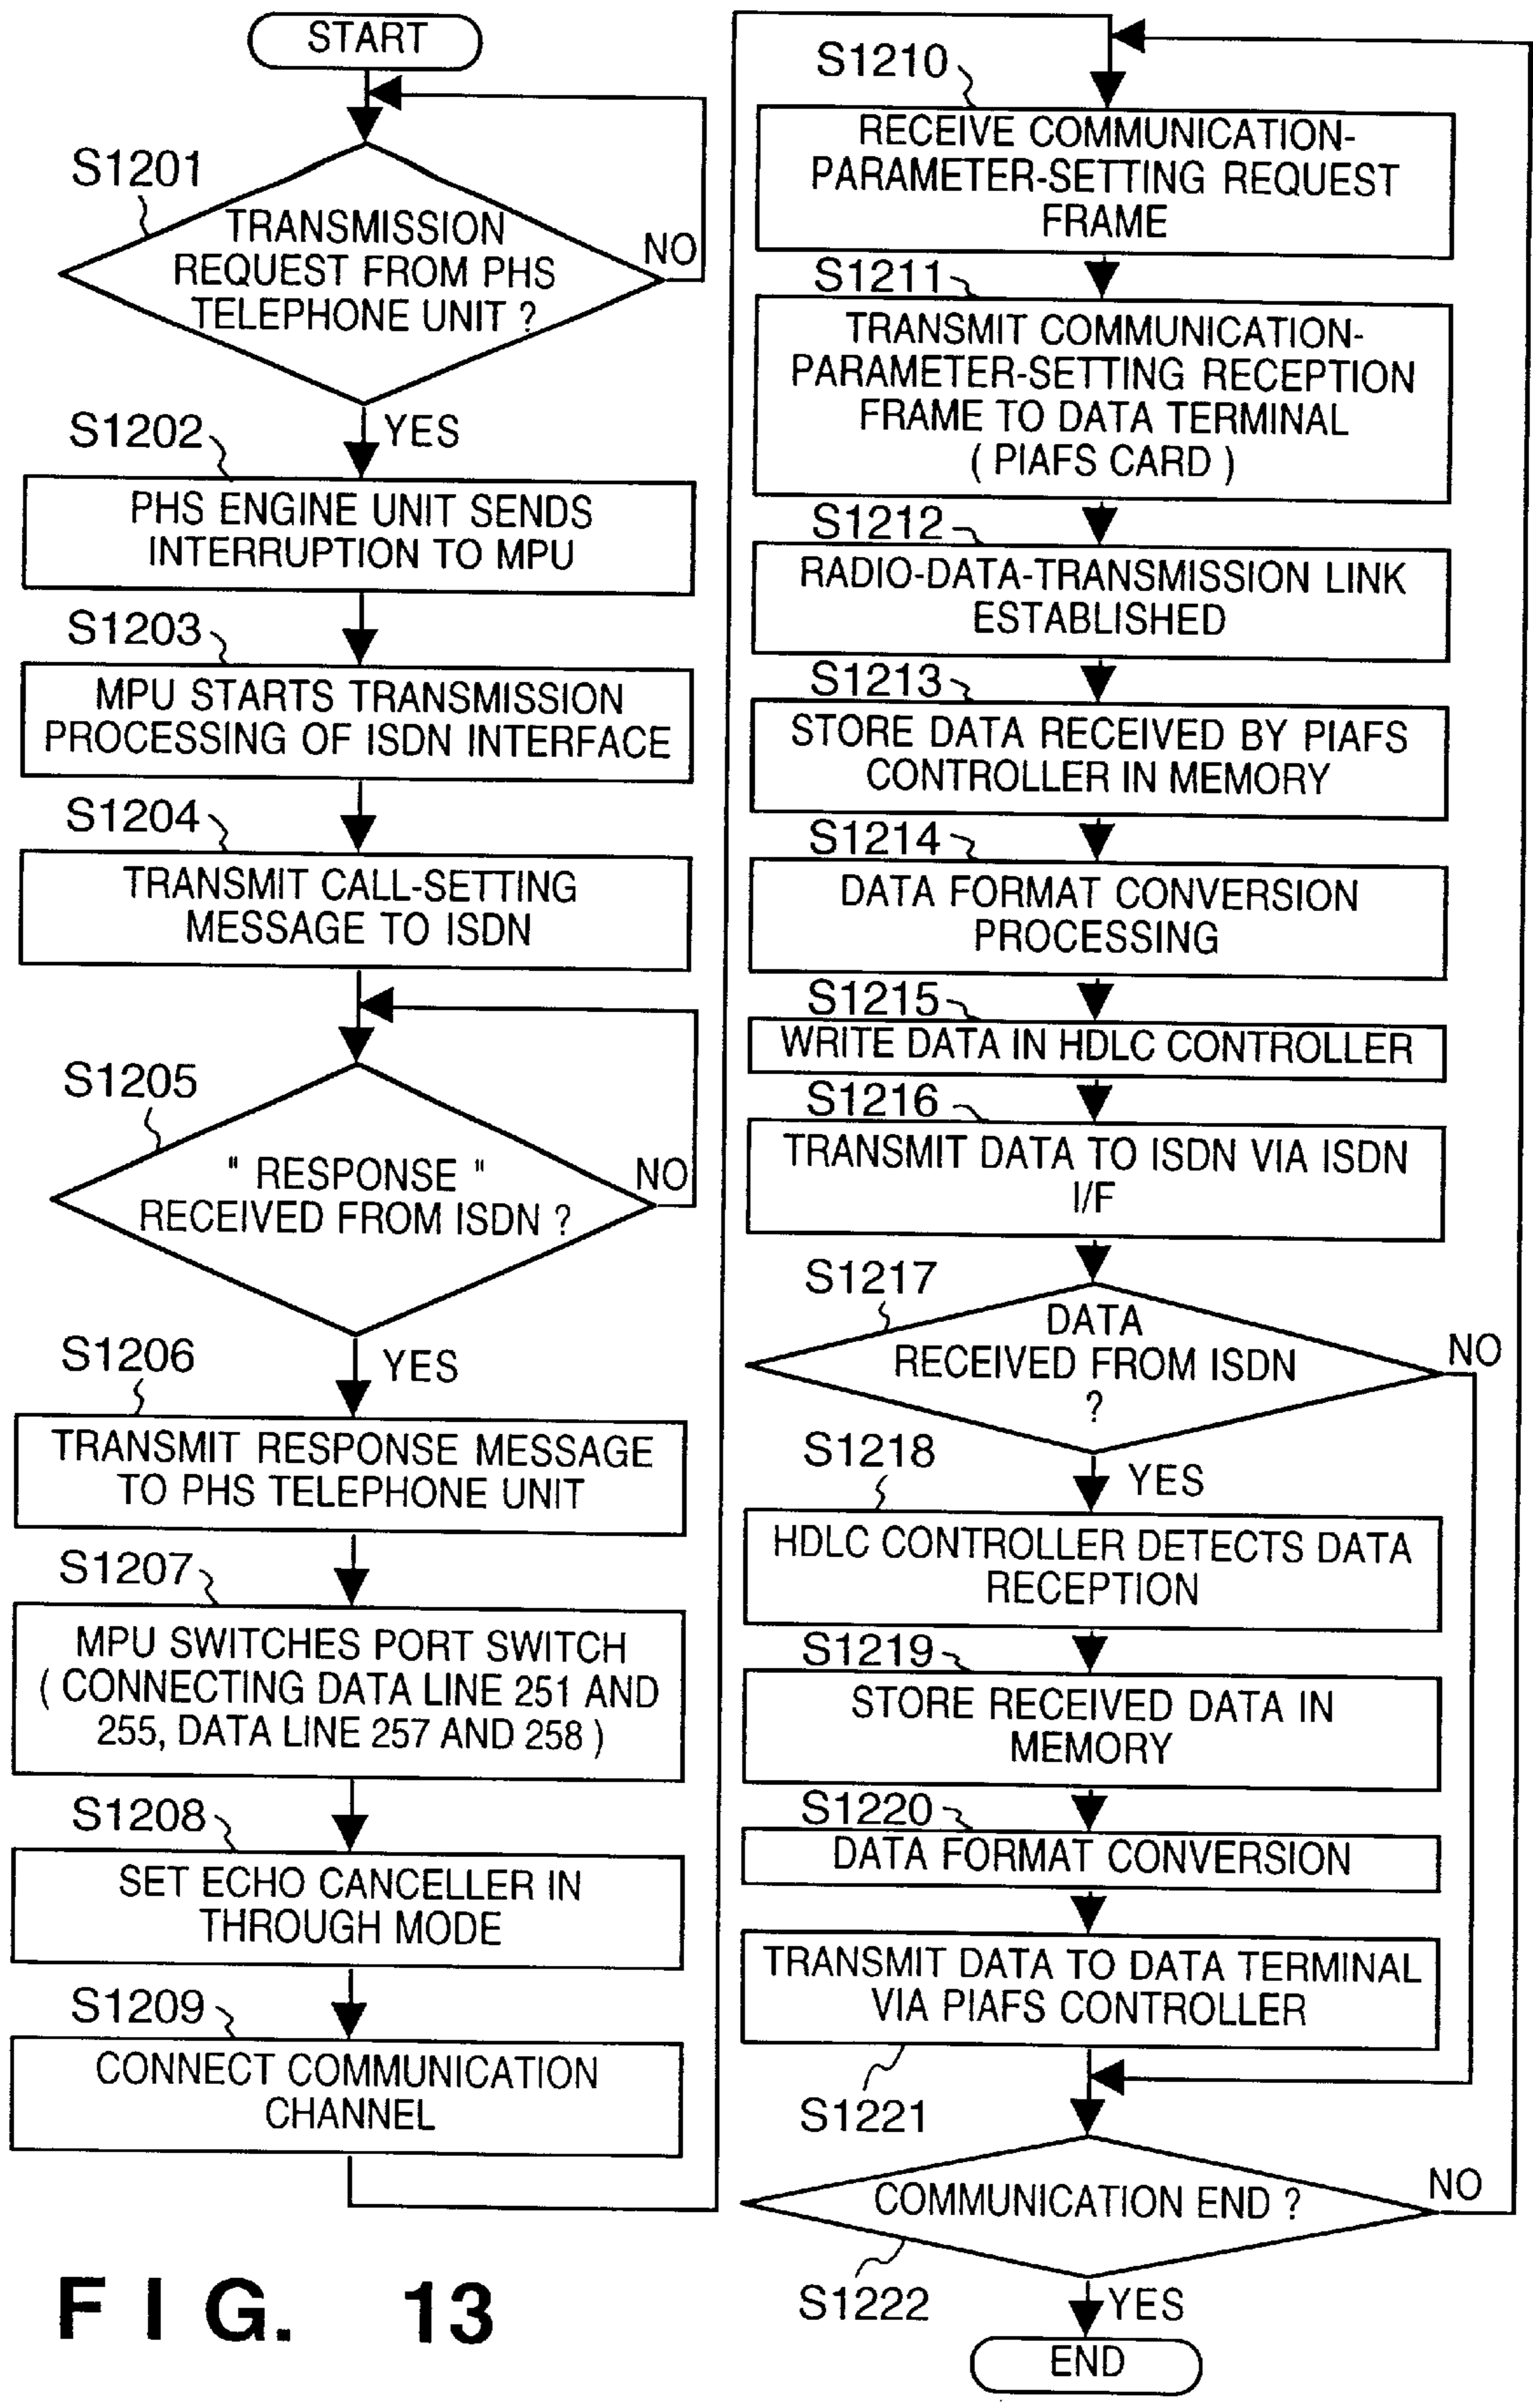 START
S1201
TRANSMISSION
REQUEST FROM PHS
TELEPHONE UNIT ?
NO
YES
S1202
PHS ENGINE UNIT SENDS
INTERRUPTION TO MPU
S1203
MPU STARTS TRANSMISSION
PROCESSING OF ISDN INTERFACE
S1204
TRANSMIT CALL-SETTING
MESSAGE TO ISDN
S1205
" RESPONSE "
RECEIVED FROM ISDN ?
NO
YES
S1206
TRANSMIT RESPONSE MESSAGE
TO PHS TELEPHONE UNIT
S1207
MPU SWITCHES PORT SWITCH
( CONNECTING DATA LINE 251 AND
255, DATA LINE 257 AND 258 )
S1208
SET ECHO CANCELLER IN
THROUGH MODE
S1209
CONNECT COMMUNICATION
CHANNEL
S1210
RECEIVE COMMUNICATION-
PARAMETER-SETTING REQUEST
FRAME
S1211
TRANSMIT COMMUNICATION-
PARAMETER-SETTING RECEPTION
FRAME TO DATA TERMINAL
( PIAFS CARD )
S1212
RADIO-DATA-TRANSMISSION LINK
ESTABLISHED
S1213
STORE DATA RECEIVED BY PIAFS
CONTROLLER IN MEMORY
S1214
DATA FORMAT CONVERSION
PROCESSING
S1215
WRITE DATA IN HDLC CONTROLLER
S1216
TRANSMIT DATA TO ISDN VIA ISDN
I/F
S1217
DATA
RECEIVED FROM ISDN
?
NO
YES
S1218
HDLC CONTROLLER DETECTS DATA
RECEPTION
S1219
STORE RECEIVED DATA IN
MEMORY
S1220
DATA FORMAT CONVERSION
TRANSMIT DATA TO DATA TERMINAL
VIA PIAFS CONTROLLER
S1221
COMMUNICATION END ?
NO
S1222
YES
END
FIG. 13